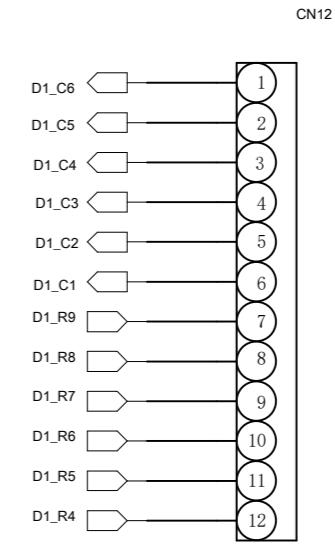 CN12
D1_C6 1
D1_C5 2
D1_C4 3
D1_C3 4
D1_C2 5
D1_C1 6
D1_R9 7
D1_R8 8
D1_R7 9
D1_R6 10
D1_R5 11
D1_R4 12